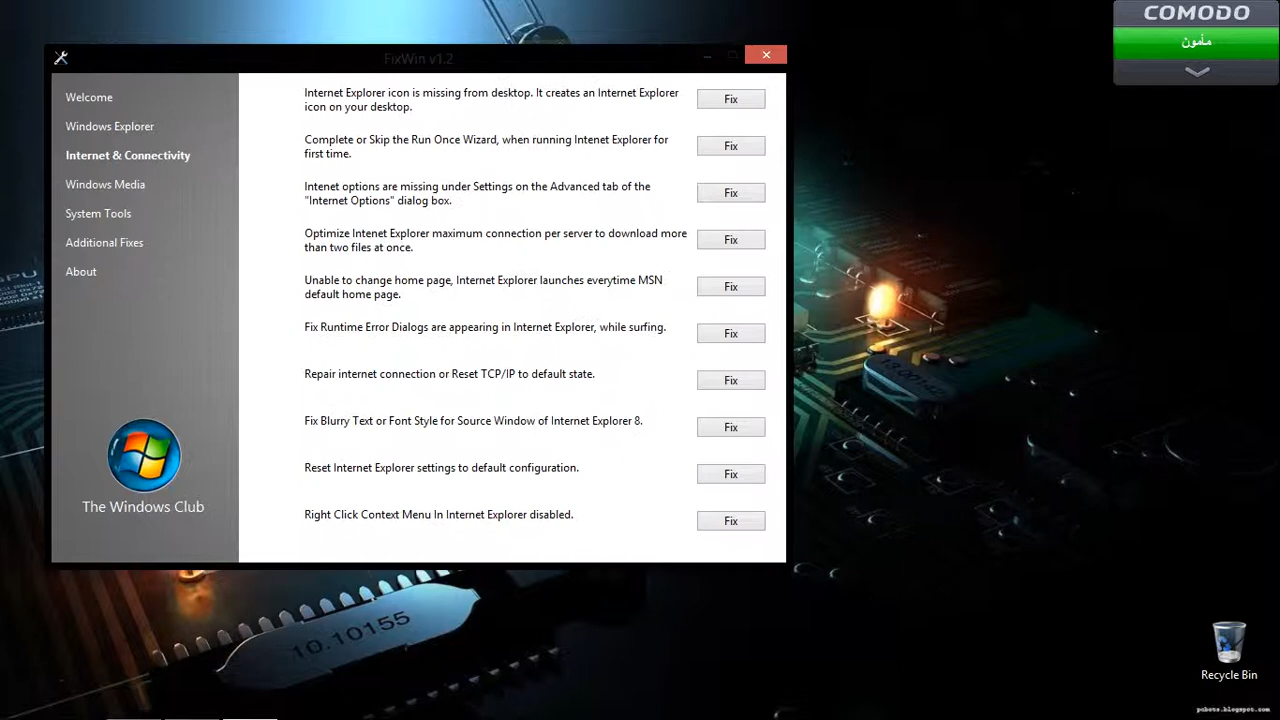 COMODO
مأمون
FixWin v1.2
Welcome
Windows Explorer
Internet & Connectivity
Windows Media
System Tools
Additional Fixes
About
The Windows Club
Internet Explorer icon is missing from desktop. It creates an Internet Explorer
icon on your desktop.
Fix
Complete or Skip the Run Once Wizard, when running Intenet Explorer for
first time.
Fix
Intenet options are missing under Settings on the Advanced tab of the
"Internet Options" dialog box.
Fix
Optimize Intenet Explorer maximum connection per server to download more
than two files at once.
Fix
Unable to change home page, Internet Explorer launches everytime MSN
default home page.
Fix
Fix Runtime Error Dialogs are appearing in Internet Explorer, while surfing.
Fix
Repair internet connection or Reset TCP/IP to default state.
Fix
Fix Blurry Text or Font Style for Source Window of Internet Explorer 8.
Fix
Reset Internet Explorer settings to default configuration.
Fix
Right Click Context Menu In Internet Explorer disabled.
Fix
10.10155
Recycle Bin
pcbots.blogspot.com